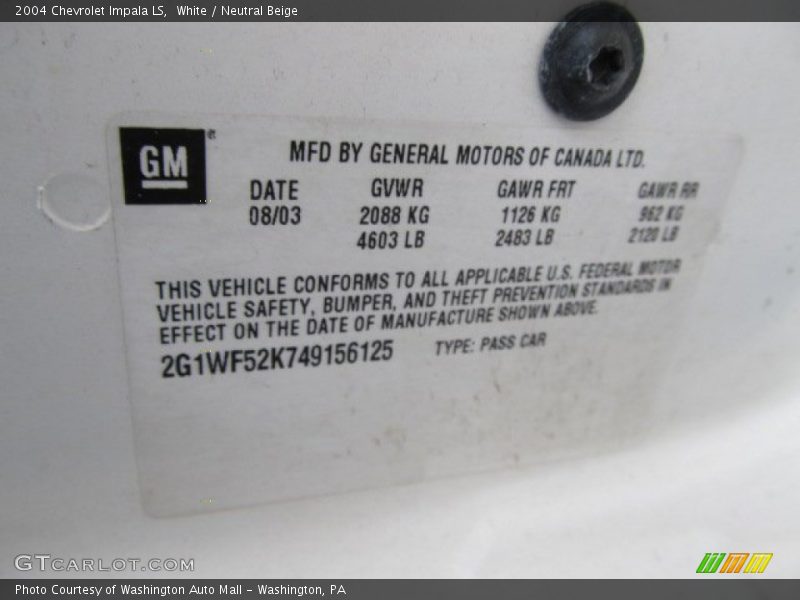 2004 Chevrolet Impala LS,  White / Neutral Beige
GM®
MFD BY GENERAL MOTORS OF CANADA LTD.
DATE GVWR GAWR FRT GAWR RR
08/03 2088 KG 1126 KG 962 KG
4603 LB 2483 LB 2120 LB
THIS VEHICLE CONFORMS TO ALL APPLICABLE U.S. FEDERAL MOTOR
VEHICLE SAFETY, BUMPER, AND THEFT PREVENTION STANDARDS IN
EFFECT ON THE DATE OF MANUFACTURE SHOWN ABOVE.
2G1WF52K749156125 TYPE: PASS CAR
GTCARLOT.COM
Photo Courtesy of Washington Auto Mall - Washington, PA